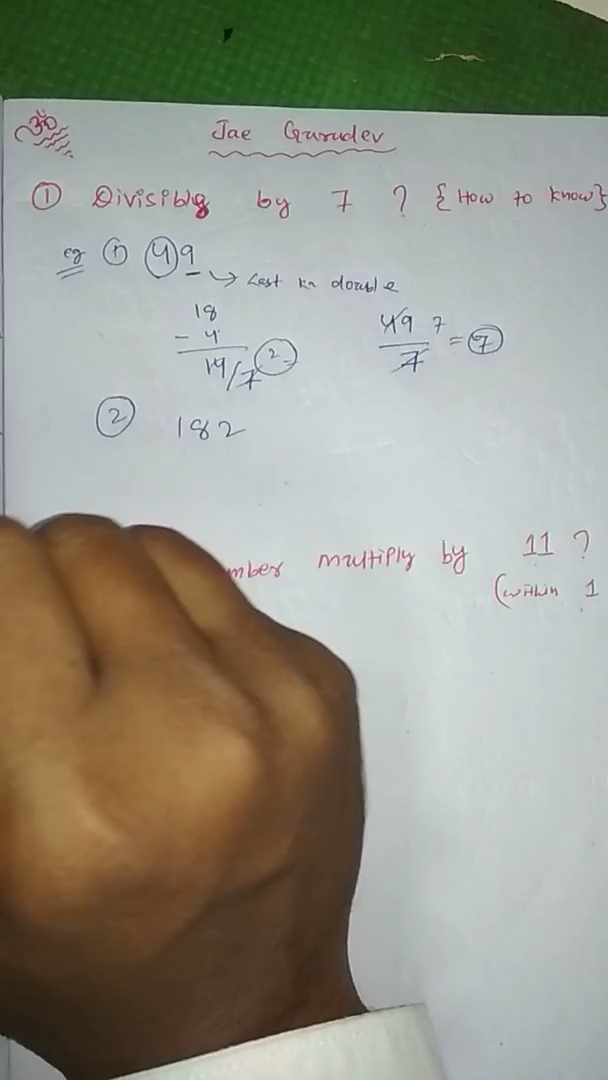 ॐ
Jae Gurudev
① Divisiblg by 7 ? { How to know }
eg ① 49
Last ka double
18
- 4
14/7 2
49 7
7 = 7
② 182
mber multiply by 11 ?
(within 1